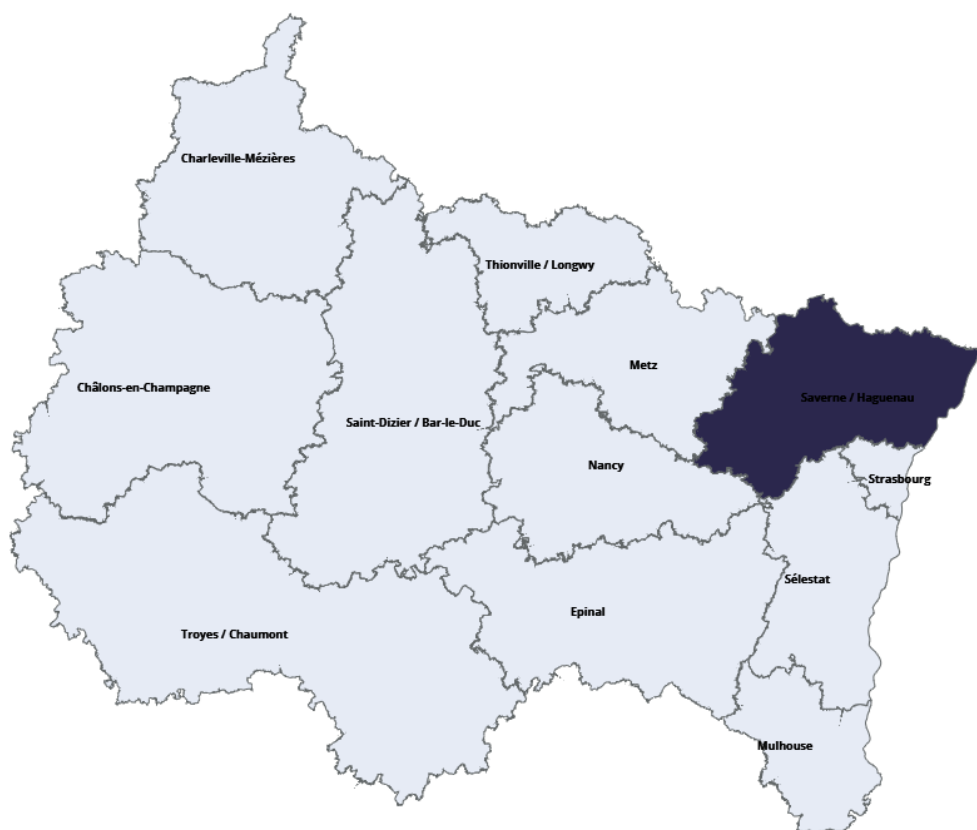 Charleville-Mézières
Thionville / Longwy
Metz
Châlons-en-Champagne
Saverne / Haguenau
Saint-Dizier / Bar-le-Duc
Nancy
Strasbourg
Sélestat
Epinal
Troyes / Chaumont
Mulhouse